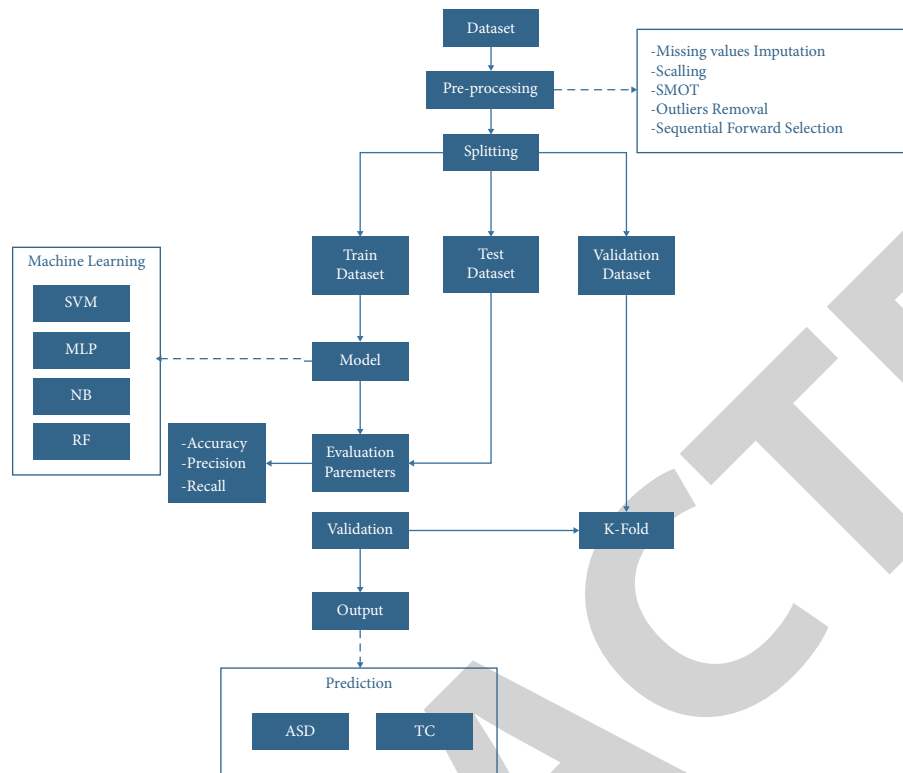 Dataset
Pre-processing
-Missing values Imputation
-Scalling
-SMOT
-Outliers Removal
-Sequential Forward Selection
Splitting
Train
Dataset
Test
Dataset
Validation
Dataset
Machine Learning
SVM
MLP
NB
RF
Model
-Accuracy
-Precision
-Recall
Evaluation
Paremeters
Validation
K-Fold
Output
Prediction
ASD
TC